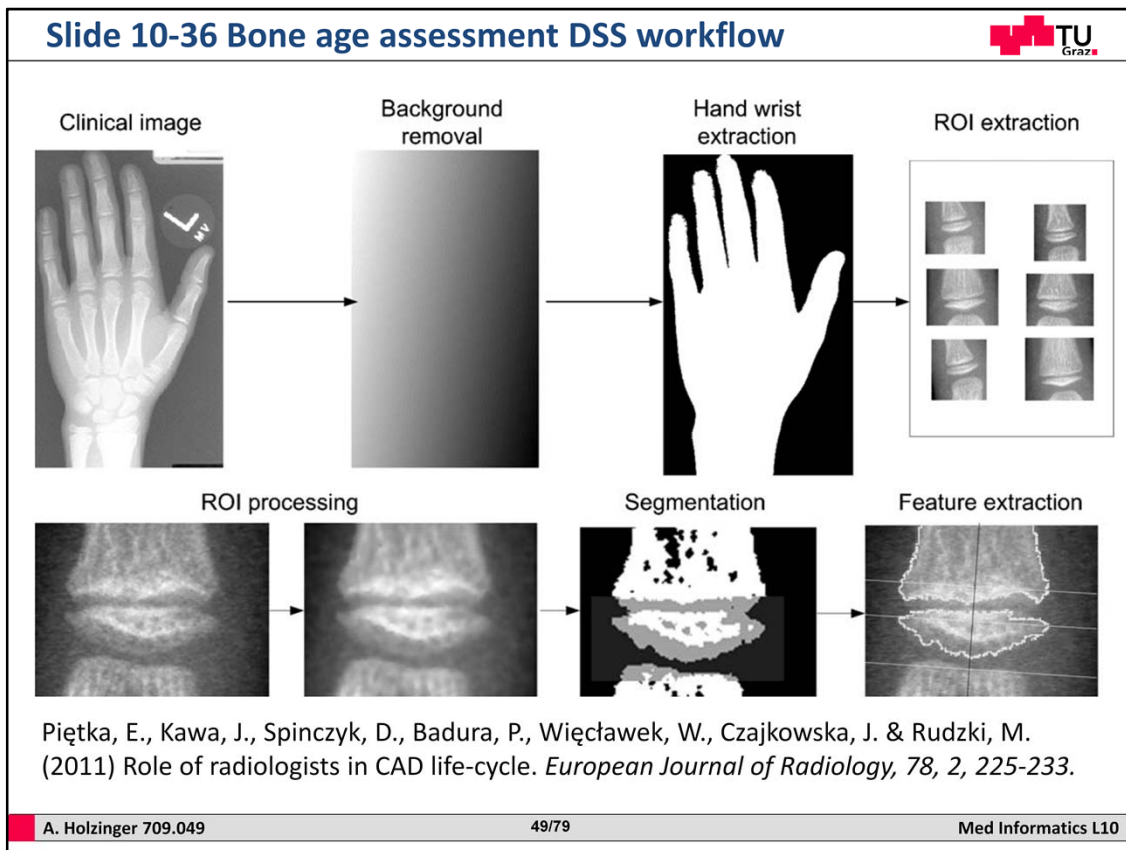 Slide 10-36 Bone age assessment DSS workflow
TU
Graz
Clinical image
Background
removal
Hand wrist
extraction
ROI extraction
L
MV
ROI processing
Segmentation
Feature extraction
Piętka, E., Kawa, J., Spinczyk, D., Badura, P., Więcławek, W., Czajkowska, J. & Rudzki, M.
(2011) Role of radiologists in CAD life-cycle. European Journal of Radiology, 78, 2, 225-233.
A. Holzinger 709.049
49/79
Med Informatics L10